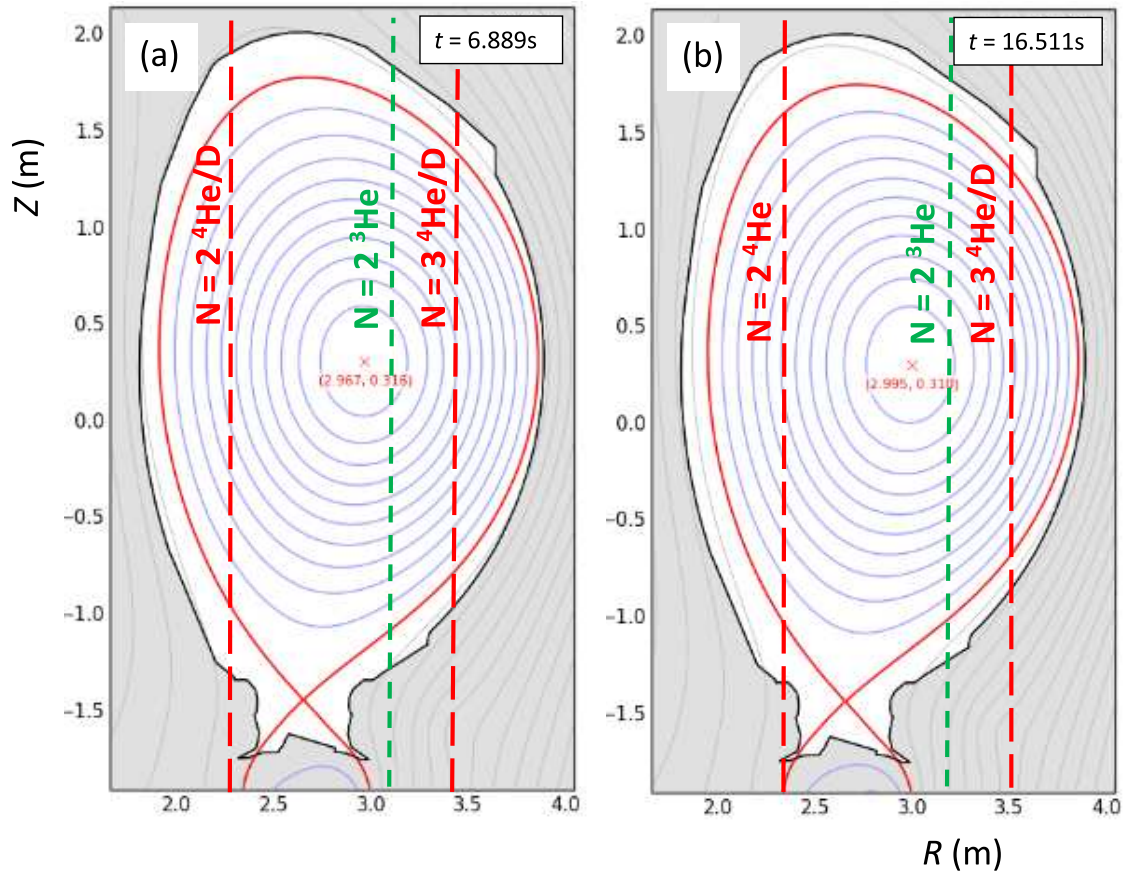 (a)
t = 6.889s
Z (m)
2.0
1.5
1.0
0.5
0.0
−0.5
−1.0
−1.5
N = 2 ⁴He/D
N = 2 ³He
N = 3 ⁴He/D
(2.967, 0.316)
2.0 2.5 3.0 3.5 4.0
(b)
t = 16.511s
2.0
1.5
1.0
0.5
0.0
−0.5
−1.0
−1.5
N = 2 ⁴He
N = 2 ³He
N = 3 ⁴He/D
(2.995, 0.310)
2.0 2.5 3.0 3.5 4.0
R (m)